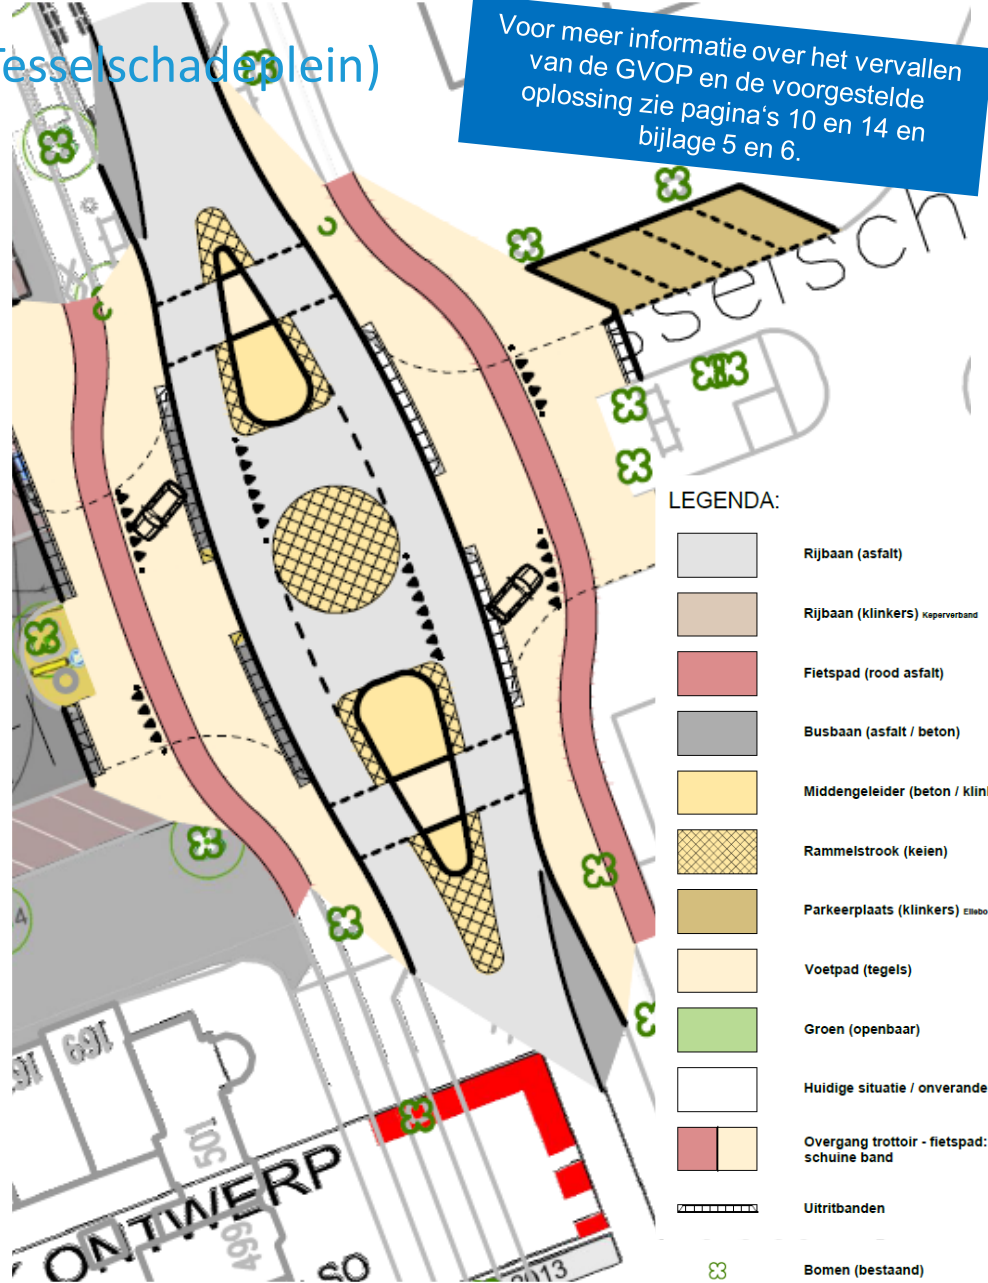 Tesselschadeplein)
Voor meer informatie over het vervallen
van de GVOP en de voorgestelde
oplossing zie pagina's 10 en 14 en
bijlage 5 en 6.
sselsch
LEGENDA:
Rijbaan (asfalt)
Rijbaan (klinkers) Keperverband
Fietspad (rood asfalt)
Busbaan (asfalt / beton)
Middengeleider (beton / klin
Rammelstrook (keien)
Parkeerplaats (klinkers) Ellebo
Voetpad (tegels)
Groen (openbaar)
Huidige situatie / onverande
Overgang trottoir - fietspad:
schuine band
Uitritbanden
Bomen (bestaand)
4
169
501
499
ONTWERP
SO
2013